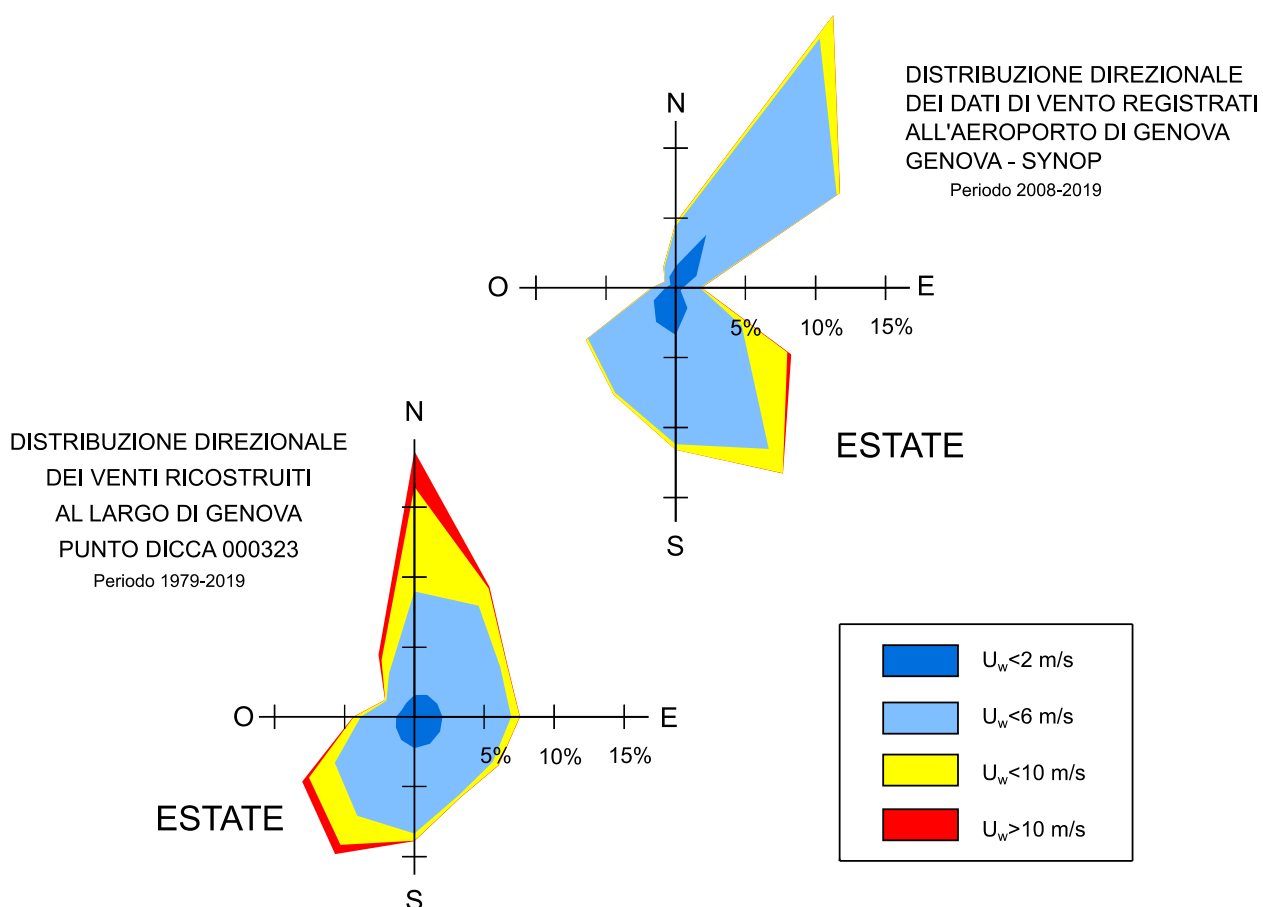 DISTRIBUZIONE DIREZIONALE
DEI DATI DI VENTO REGISTRATI
ALL'AEROPORTO DI GENOVA
GENOVA - SYNOP
Periodo 2008-2019
N
O
E
5%
10%
15%
S
ESTATE
DISTRIBUZIONE DIREZIONALE
DEI VENTI RICOSTRUITI
AL LARGO DI GENOVA
PUNTO DICCA 000323
Periodo 1979-2019
N
O
E
5%
10%
15%
S
ESTATE
Uw<2 m/s
Uw<6 m/s
Uw<10 m/s
Uw>10 m/s